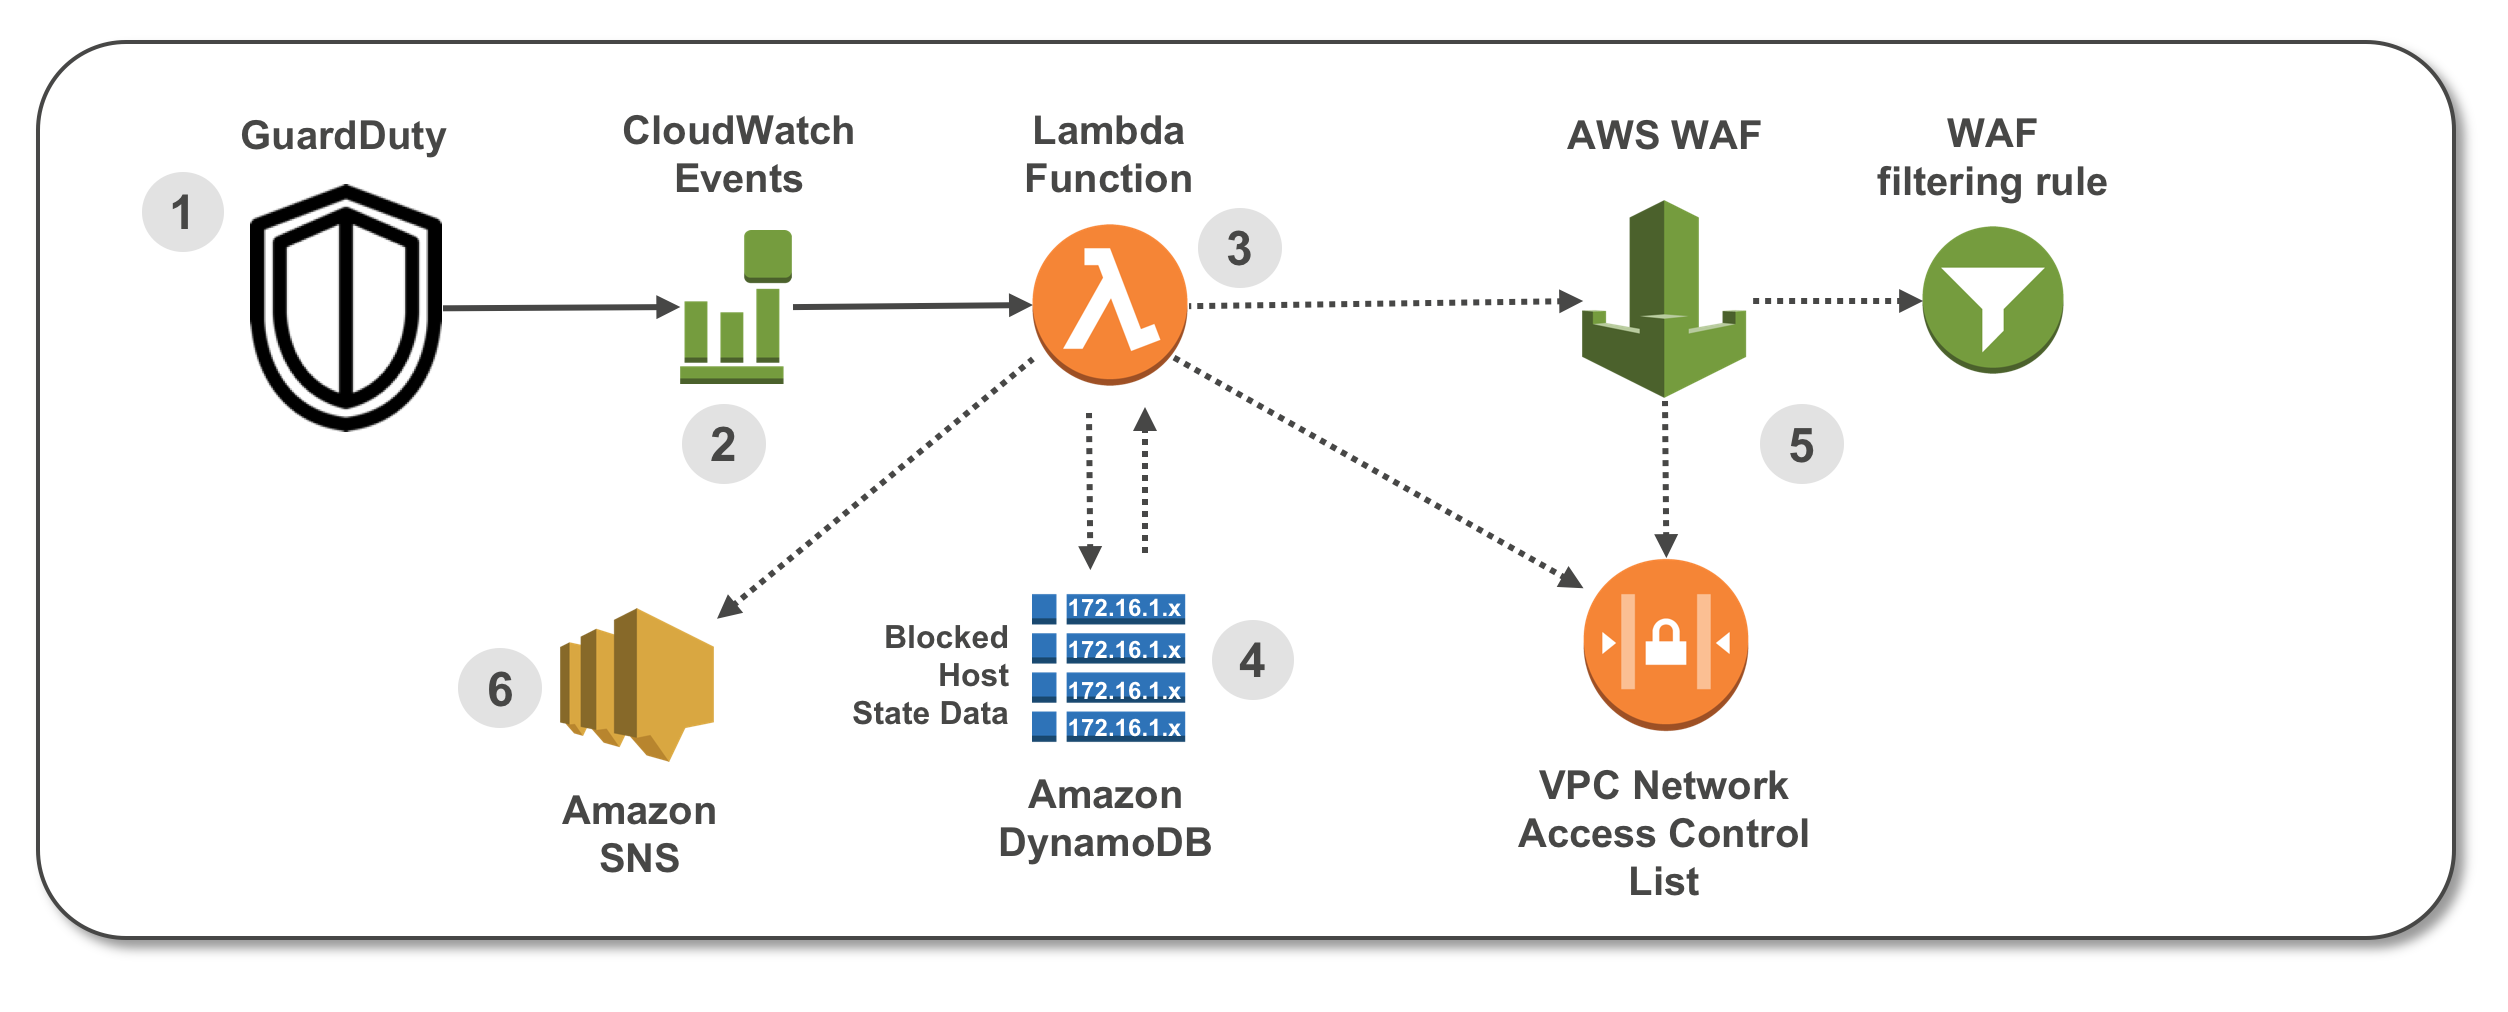 GuardDuty
1
CloudWatch
Events
2
Lambda
Function
3
AWS WAF
WAF
filtering rule
5
6
Amazon
SNS
Blocked
Host
State Data
172.16.1.x
172.16.1.x
172.16.1.x
172.16.1.x
4
Amazon
DynamoDB
VPC Network
Access Control
List